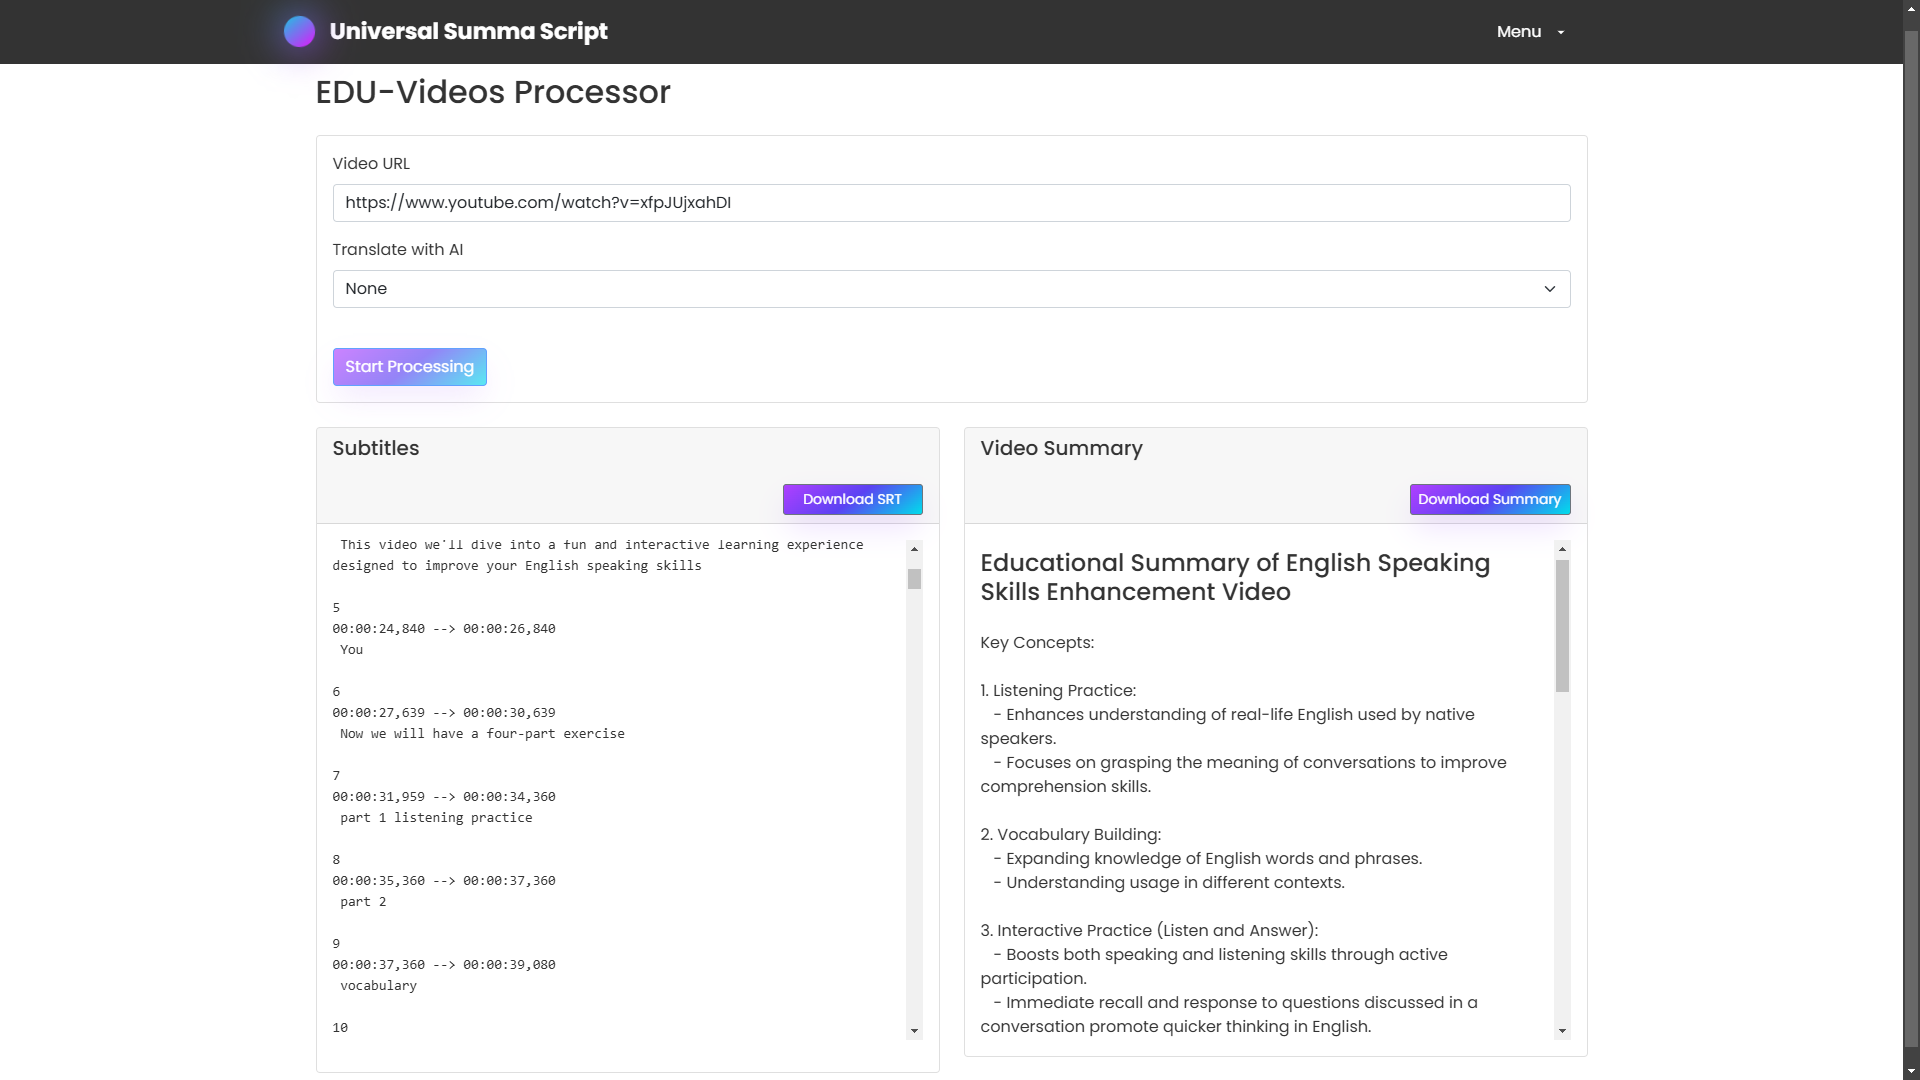 Universal Summa Script
Menu
EDU-Videos Processor
Video URL
https://www.youtube.com/watch?v=xfpJUjxahDI
Translate with AI
None
Start Processing
Subtitles
Download SRT
This video we'll dive into a fun and interactive learning experience
designed to improve your English speaking skills
5
00:00:24,840 --> 00:00:26,840
You
6
00:00:27,639 --> 00:00:30,639
Now we will have a four-part exercise
7
00:00:31,959 --> 00:00:34,360
part 1 listening practice
8
00:00:35,360 --> 00:00:37,360
part 2
9
00:00:37,360 --> 00:00:39,080
vocabulary
10
Video Summary
Download Summary
Educational Summary of English Speaking
Skills Enhancement Video
Key Concepts:
1. Listening Practice:
- Enhances understanding of real-life English used by native
speakers.
- Focuses on grasping the meaning of conversations to improve
comprehension skills.
2. Vocabulary Building:
- Expanding knowledge of English words and phrases.
- Understanding usage in different contexts.
3. Interactive Practice (Listen and Answer):
- Boosts both speaking and listening skills through active
participation.
- Immediate recall and response to questions discussed in a
conversation promote quicker thinking in English.